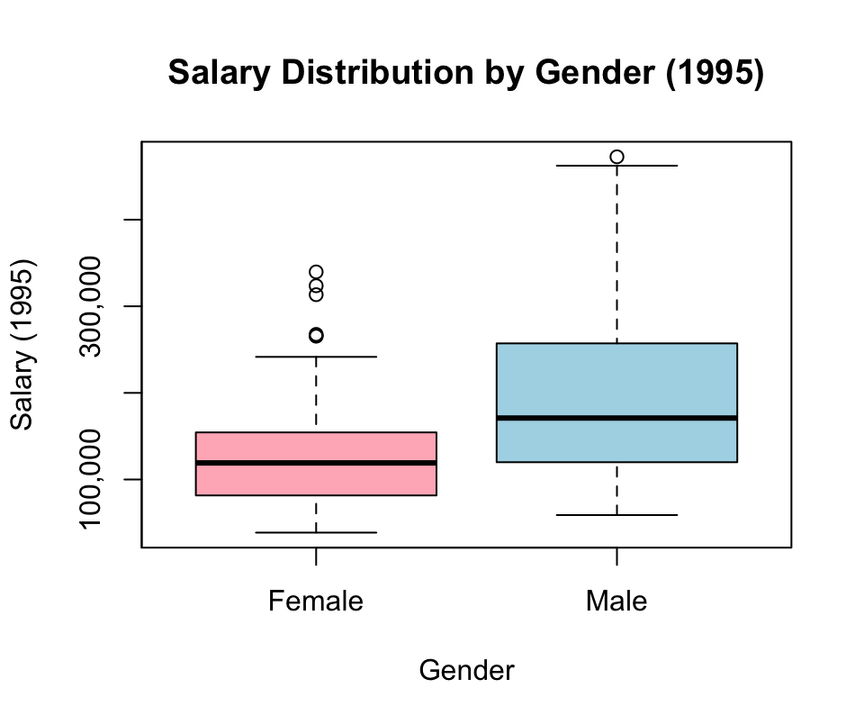 Salary Distribution by Gender (1995)
Salary (1995)
300,000
100,000
Female
Male
Gender